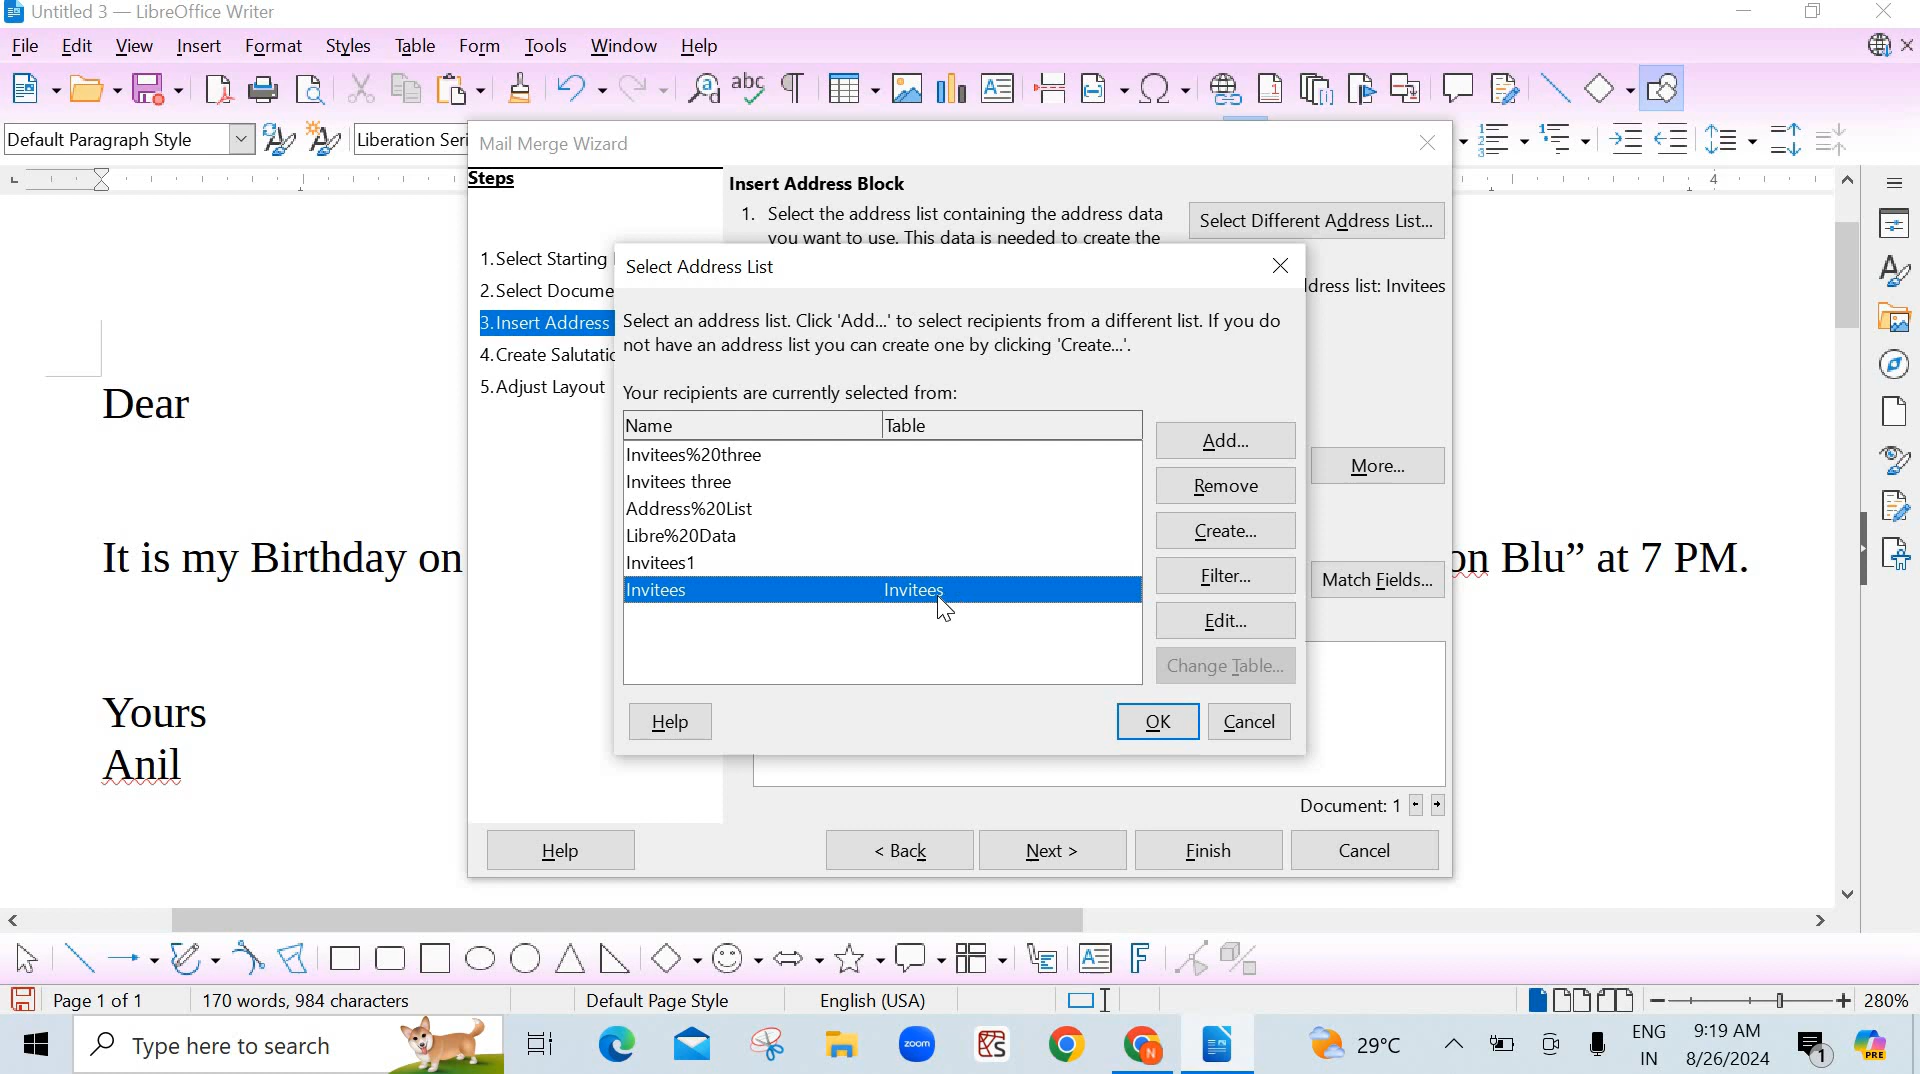 Untitled 3 — LibreOffice Writer
File Edit View Insert Format Styles Table Form Tools Window Help
Default Paragraph Style
Liberation Seri
Mail Merge Wizard
Steps
1.Select Starting
2.Select Docume
3.Insert Address
4.Create Salutatio
5.Adjust Layout
Insert Address Block
1. Select the address list containing the address data
you want to use. This data is needed to create the
Select Different Address List...
ldress list: Invitees
Select Address List
Select an address list. Click 'Add...' to select recipients from a different list. If you do
not have an address list you can create one by clicking 'Create...'.
Your recipients are currently selected from:
Name Table
Invitees%20three
Invitees three
Address%20List
Libre%20Data
Invitees1
Invitees Invitees
Add...
Remove
Create...
Filter...
Edit...
Change Table...
Help
OK
Cancel
More...
Match Fields...
Document: 1
Help
< Back
Next >
Finish
Cancel
4
Dear
It is my Birthday on
on Blu” at 7 PM.
Yours
Anil
Page 1 of 1
170 words, 984 characters
Default Page Style
English (USA)
280%
Type here to search
zoom
29°C
ENG
IN
9:19 AM
8/26/2024
1
PRE